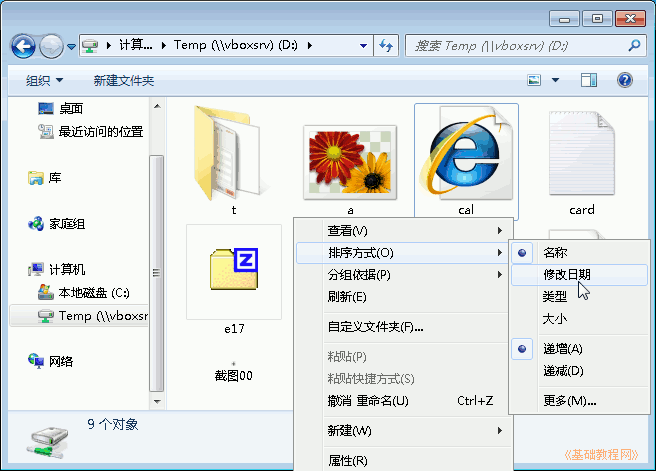 计算... ▸ Temp (\\vboxsrv) (D:) ▸
搜索 Temp (\\vboxsrv) (D:)
组织 新建文件夹
桌面
最近访问的位置
库
家庭组
计算机
本地磁盘 (C:)
Temp (\\vboxsr
网络
t
a
cal
card
e17
截图00
查看(V)
排序方式(O)
分组依据(P)
刷新(E)
自定义文件夹(F)...
粘贴(P)
粘贴快捷方式(S)
撤消 重命名(U) Ctrl+Z
新建(W)
属性(R)
名称
修改日期
类型
大小
递增(A)
递减(D)
更多(M)...
9 个对象
《基础教程网》